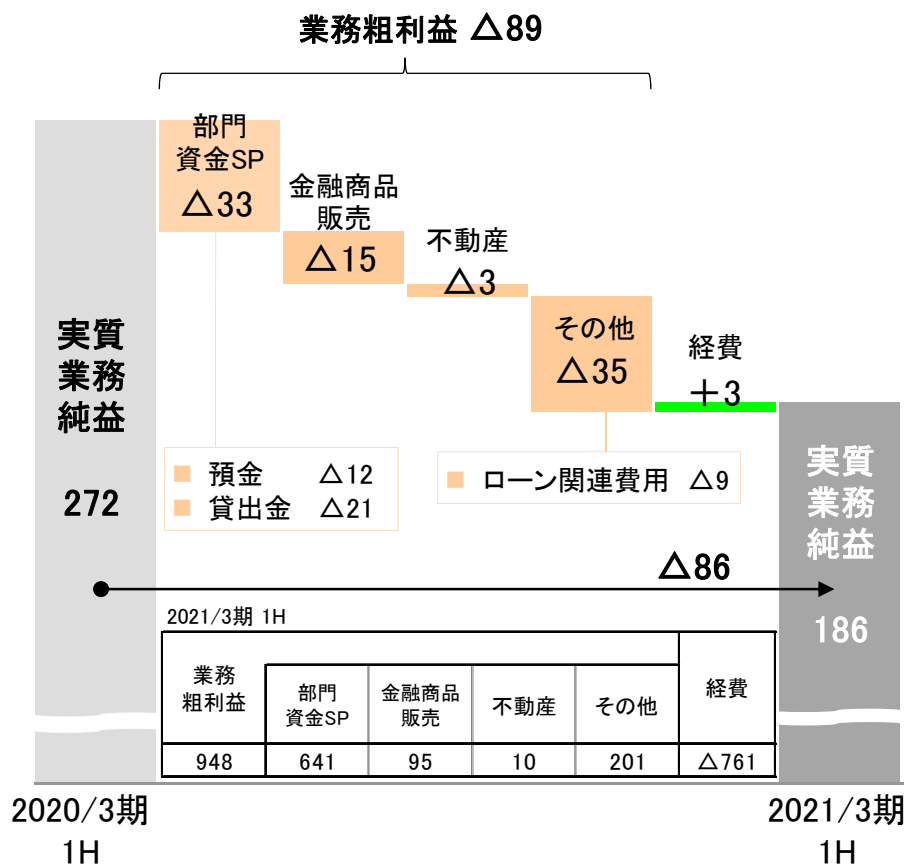 業務粗利益 △89
部門
資金SP
△33
金融商品
販売
△15
不動産
△3
その他
△35
経費
＋3
実質
業務
純益
272
預金 △12
貸出金 △21
ローン関連費用 △9
実質
業務
純益
186
△86
2021/3期 1H
業務
粗利益
部門
資金SP
金融商品
販売
不動産
その他
経費
948 641 95 10 201 △761
2020/3期
1H
2021/3期
1H